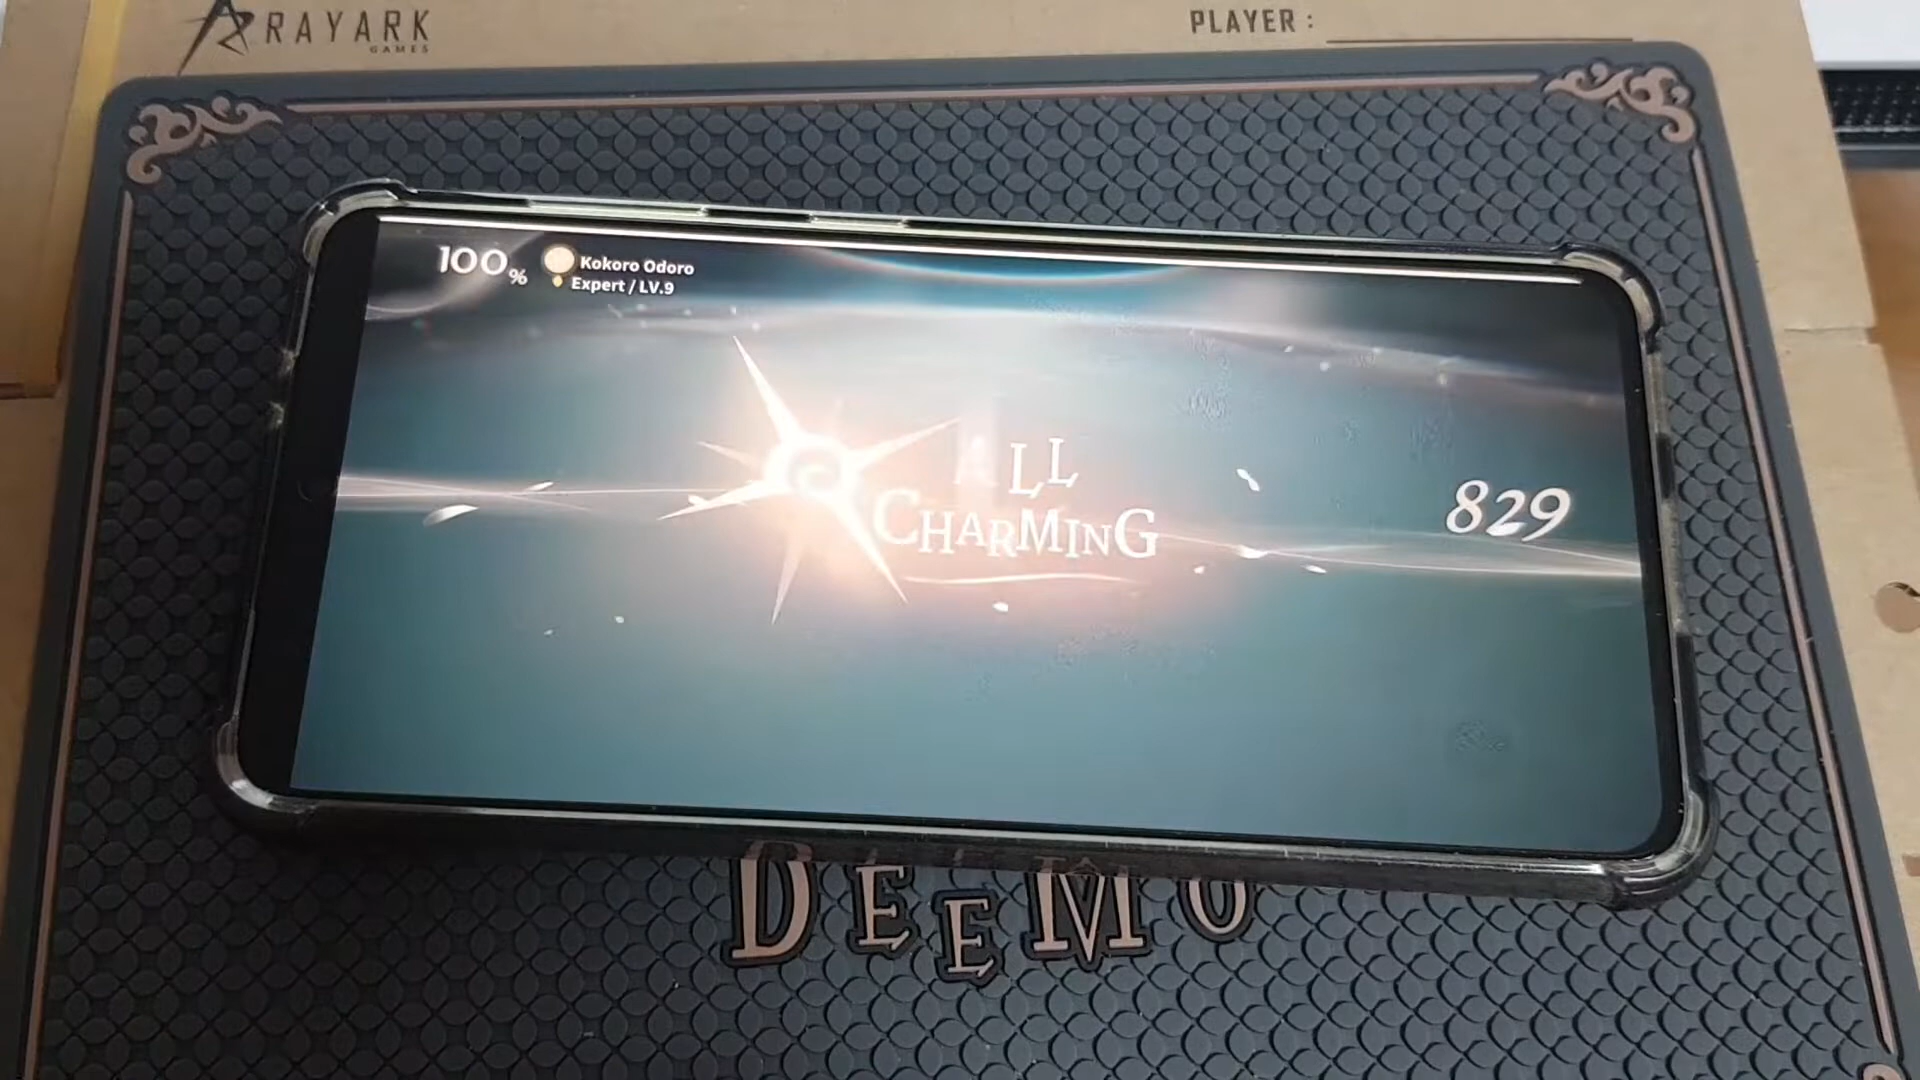 RAYARK
GAMES
PLAYER :
100%
Kokoro Odoro
Expert / LV.9
ALL
CHARMING
829
DEEMO